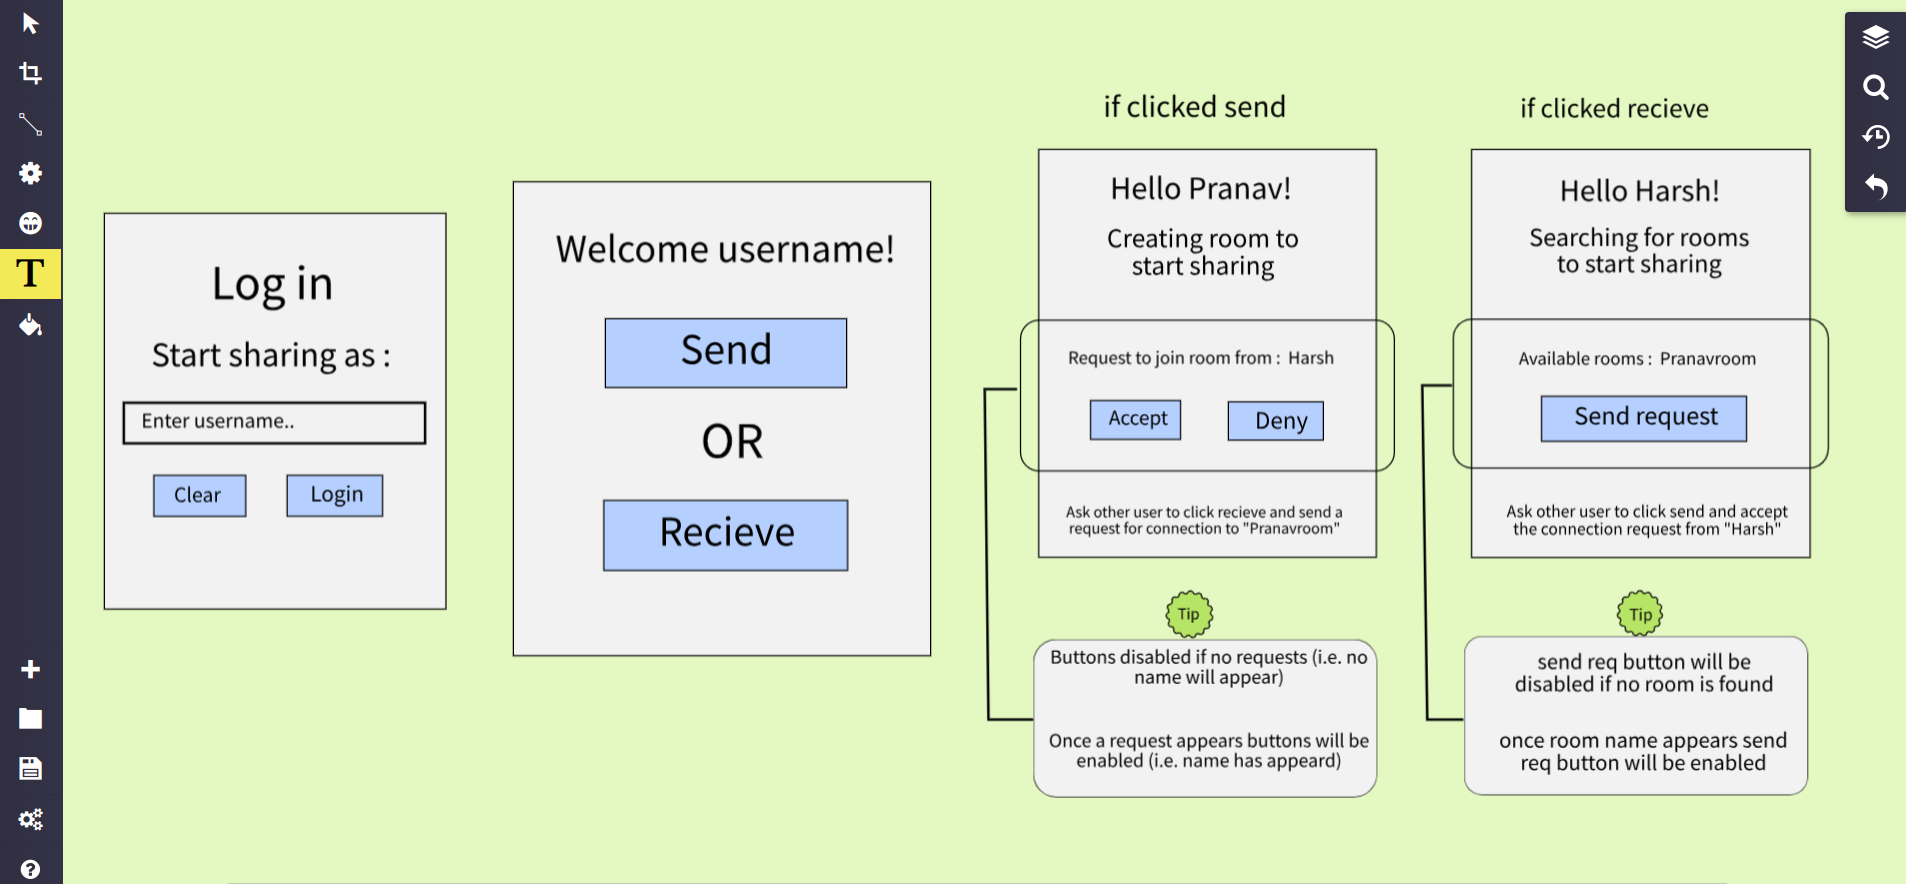 Log in
Start sharing as :
Enter username..
Clear
Login
Welcome username!
Send
OR
Recieve
if clicked send
Hello Pranav!
Creating room to
start sharing
Request to join room from : Harsh
Accept
Deny
Ask other user to click recieve and send a
request for connection to "Pranavroom"
Tip
Buttons disabled if no requests (i.e. no
name will appear)
Once a request appears buttons will be
enabled (i.e. name has appeard)
if clicked recieve
Hello Harsh!
Searching for rooms
to start sharing
Available rooms : Pranavroom
Send request
Ask other user to click send and accept
the connection request from "Harsh"
Tip
send req button will be
disabled if no room is found
once room name appears send
req button will be enabled
T